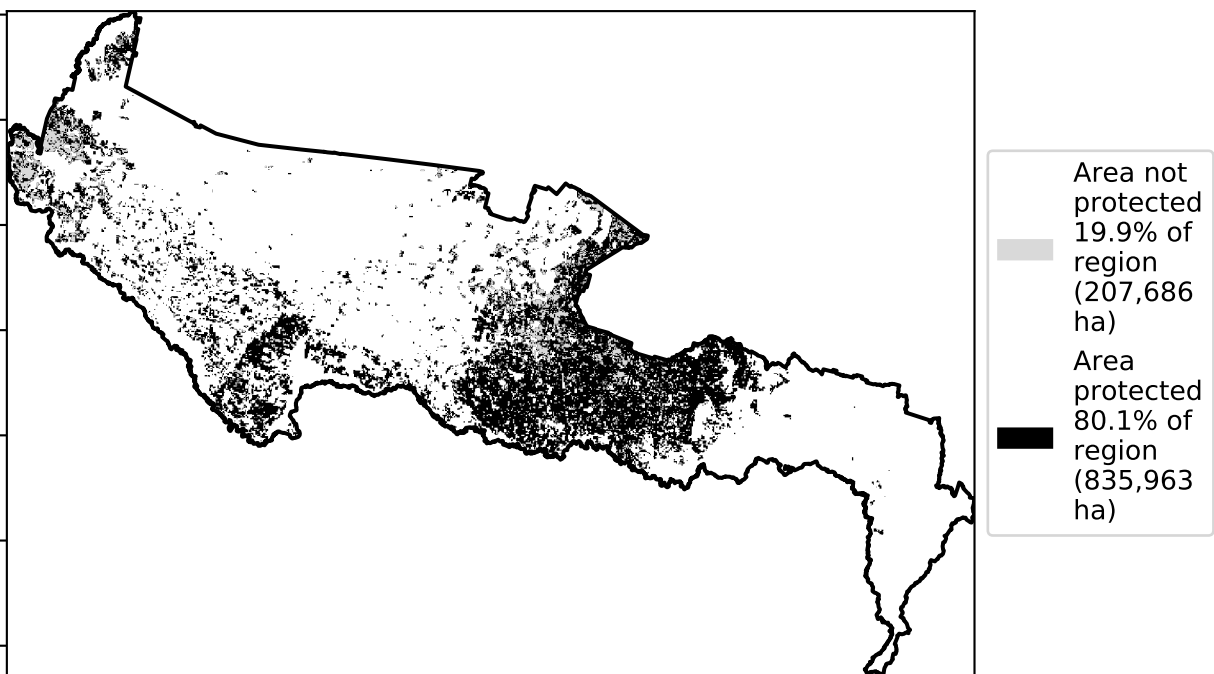 Area not
protected
19.9% of
region
(207,686
ha)
Area
protected
80.1% of
region
(835,963
ha)